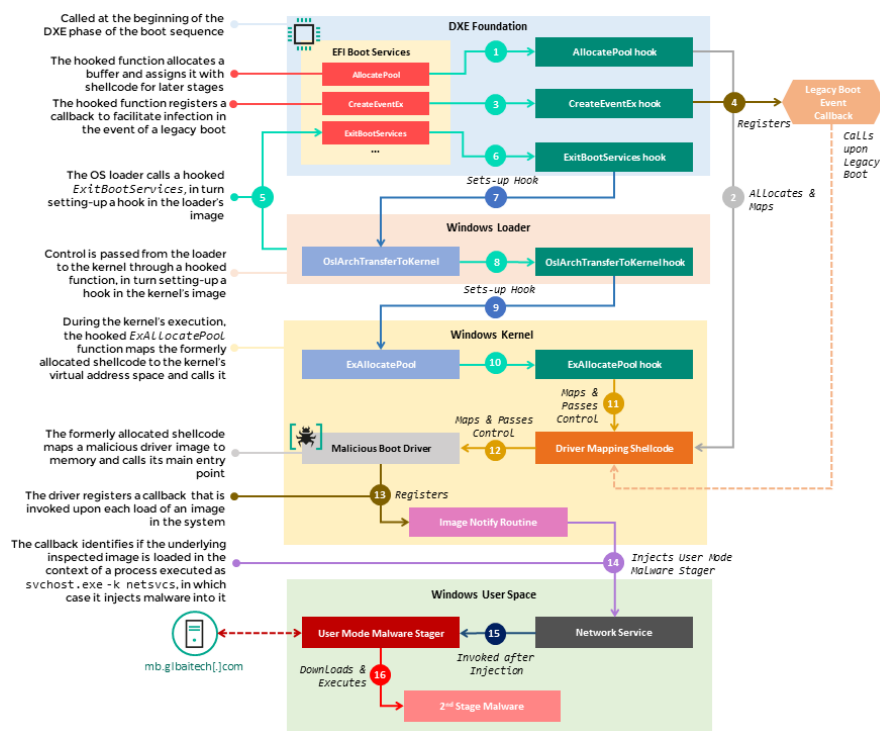 Called at the beginning of the
DXE phase of the boot sequence
The hooked function allocates a
buffer and assigns it with
shellcode for later stages
The hooked function registers a
callback to facilitate infection in
the event of a legacy boot
The OS loader calls a hooked
ExitBootServices, in turn
setting-up a hook in the loader's
image
Control is passed from the loader
to the kernel through a hooked
function, in turn setting-up a
hook in the kernel's image
During the kernel's execution,
the hooked ExAllocatePool
function maps the formerly
allocated shellcode to the kernel's
virtual address space and calls it
The formerly allocated shellcode
maps a malicious driver image to
memory and calls its main entry
point
The driver registers a callback that is
invoked upon each load of an image
in the system
The callback identifies if the underlying
inspected image is loaded in the
context of a process executed as
svchost.exe -k netsvcs, in which
case it injects malware into it
mb.glbaitech[.]com
DXE Foundation
EFI Boot Services
AllocatePool
1
AllocatePool hook
CreateEventEx
3
CreateEventEx hook
4
Registers
Legacy Boot
Event
Callback
ExitBootServices
...
6
ExitBootServices hook
Calls
upon
Legacy
Boot
5
2
Allocates &
Maps
Sets-up Hook
7
Windows Loader
OslArchTransferToKernel
8
OslArchTransferToKernel hook
Sets-up Hook
9
Windows Kernel
ExAllocatePool
10
ExAllocatePool hook
Maps &
Passes
Control
11
Maps & Passes
Control
12
Malicious Boot Driver
Driver Mapping Shellcode
13
Registers
Image Notify Routine
14
Injects User Mode
Malware Stager
Windows User Space
User Mode Malware Stager
15
Network Service
Invoked after
Injection
DownLoads &
Executes
16
2nd Stage Malware